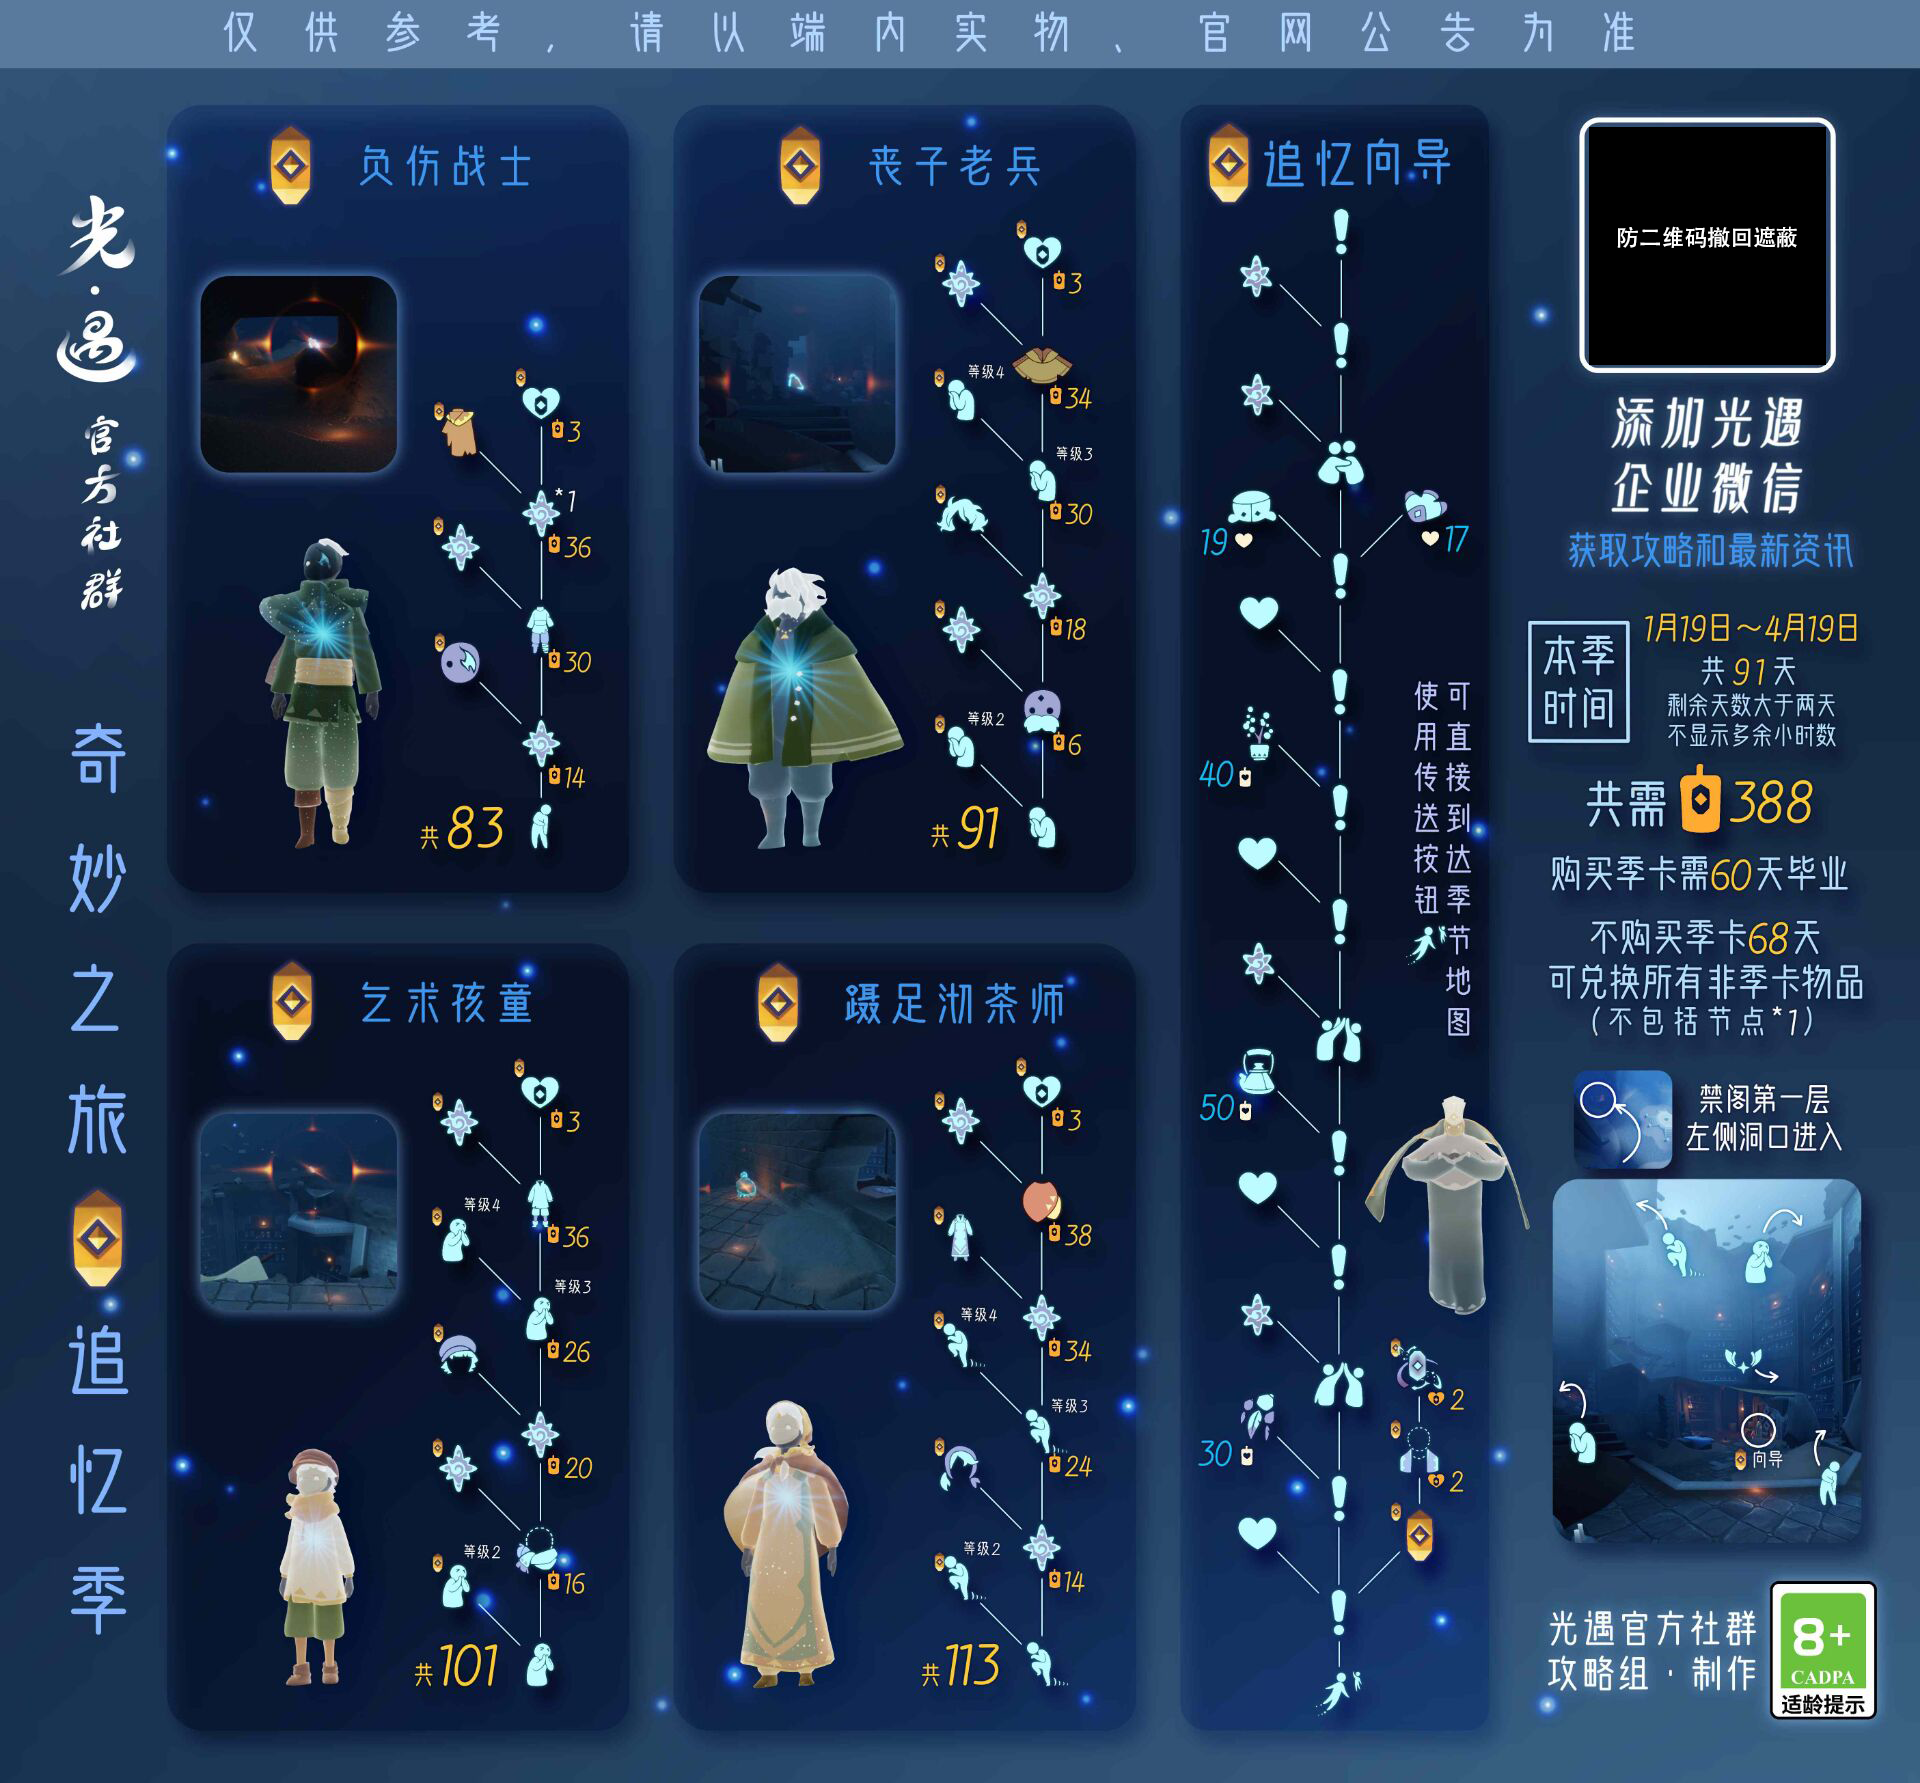 仅供参考，请以端内实物、官网公告为准
光·遇
官方社群
奇妙之旅
追忆季
负伤战士
3
*1
36
30
14
共83
丧子老兵
3
等级4
34
等级3
30
18
等级2
6
共91
乞求孩童
3
等级4
36
等级3
26
20
等级2
16
共101
蹑足沏茶师
3
38
等级4
34
等级3
24
等级2
14
共113
追忆向导
19
17
40
50
30
2
2
可直接到达季节地图
使用传送按钮
防二维码撤回遮蔽
添加光遇
企业微信
获取攻略和最新资讯
本季
时间
1月19日～4月19日
共91天
剩余天数大于两天
不显示多余小时数
共需388
购买季卡需60天毕业
不购买季卡68天
可兑换所有非季卡物品
（不包括节点*1）
禁阁第一层
左侧洞口进入
向导
光遇官方社群
攻略组·制作
8+
CADPA
适龄提示